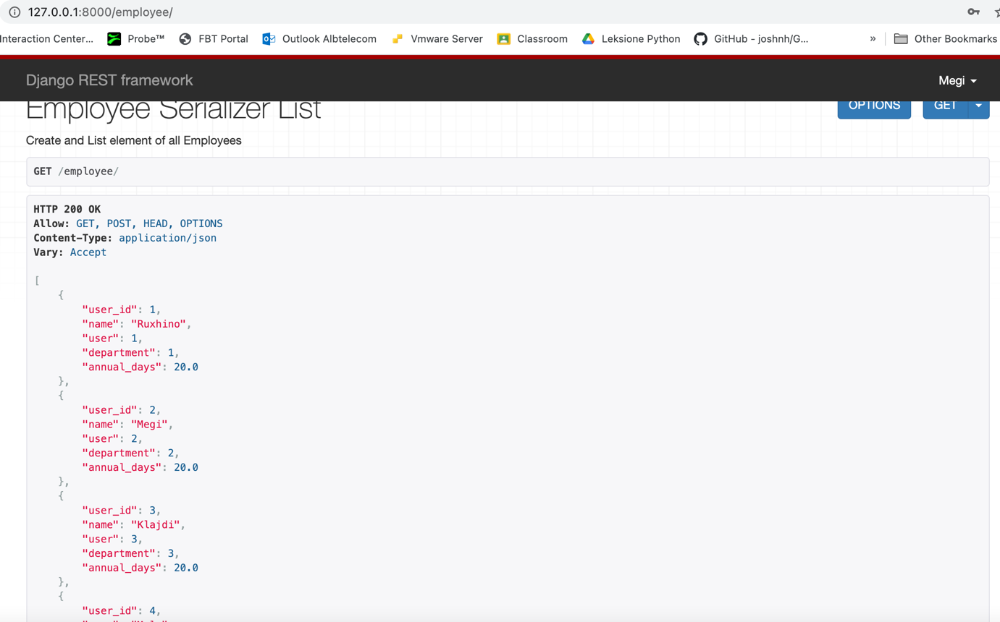 127.0.0.1:8000/employee/
Interaction Center... Probe™ FBT Portal Outlook Albtelecom Vmware Server Classroom Leksione Python GitHub - joshnh/G... » Other Bookmarks
Django REST framework Megi
Employee Serializer List OPTIONS GET
Create and List element of all Employees
GET /employee/
HTTP 200 OK
Allow: GET, POST, HEAD, OPTIONS
Content-Type: application/json
Vary: Accept
[
{
"user_id": 1,
"name": "Ruxhino",
"user": 1,
"department": 1,
"annual_days": 20.0
},
{
"user_id": 2,
"name": "Megi",
"user": 2,
"department": 2,
"annual_days": 20.0
},
{
"user_id": 3,
"name": "Klajdi",
"user": 3,
"department": 3,
"annual_days": 20.0
},
{
"user_id": 4,